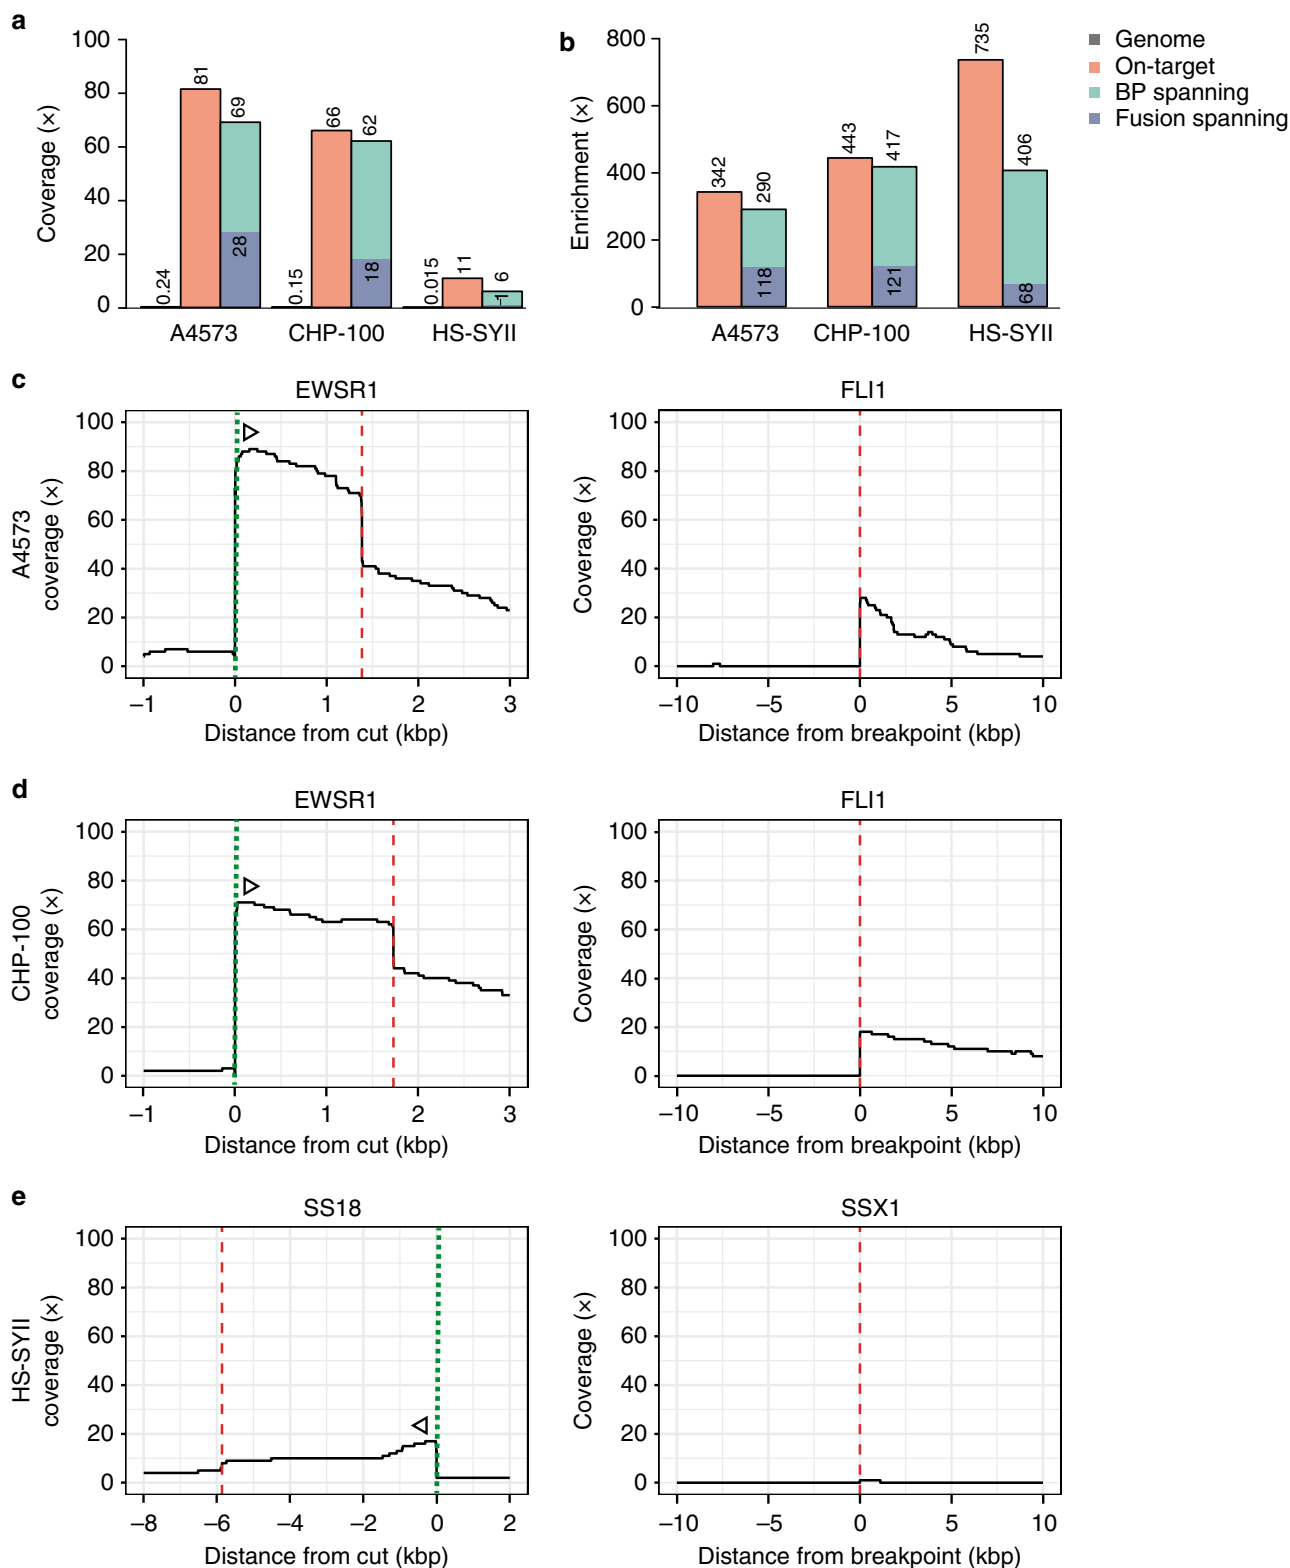 a
100
80
60
40
20
0
Coverage (×)
0.24
81
69
28
0.15
66
62
18
0.015
11
6
1
A4573
CHP-100
HS-SYII
b
800
600
400
200
0
Enrichment (×)
342
290
118
443
417
121
735
406
68
A4573
CHP-100
HS-SYII
Genome
On-target
BP spanning
Fusion spanning
c
EWSR1
A4573
coverage (×)
100
80
60
40
20
0
−1
0
1
2
3
Distance from cut (kbp)
FLI1
Coverage (×)
100
80
60
40
20
0
−10
−5
0
5
10
Distance from breakpoint (kbp)
d
EWSR1
CHP-100
coverage (×)
100
80
60
40
20
0
−1
0
1
2
3
Distance from cut (kbp)
FLI1
Coverage (×)
100
80
60
40
20
0
−10
−5
0
5
10
Distance from breakpoint (kbp)
e
SS18
HS-SYII
coverage (×)
100
80
60
40
20
0
−8
−6
−4
−2
0
2
Distance from cut (kbp)
SSX1
Coverage (×)
100
80
60
40
20
0
−10
−5
0
5
10
Distance from breakpoint (kbp)